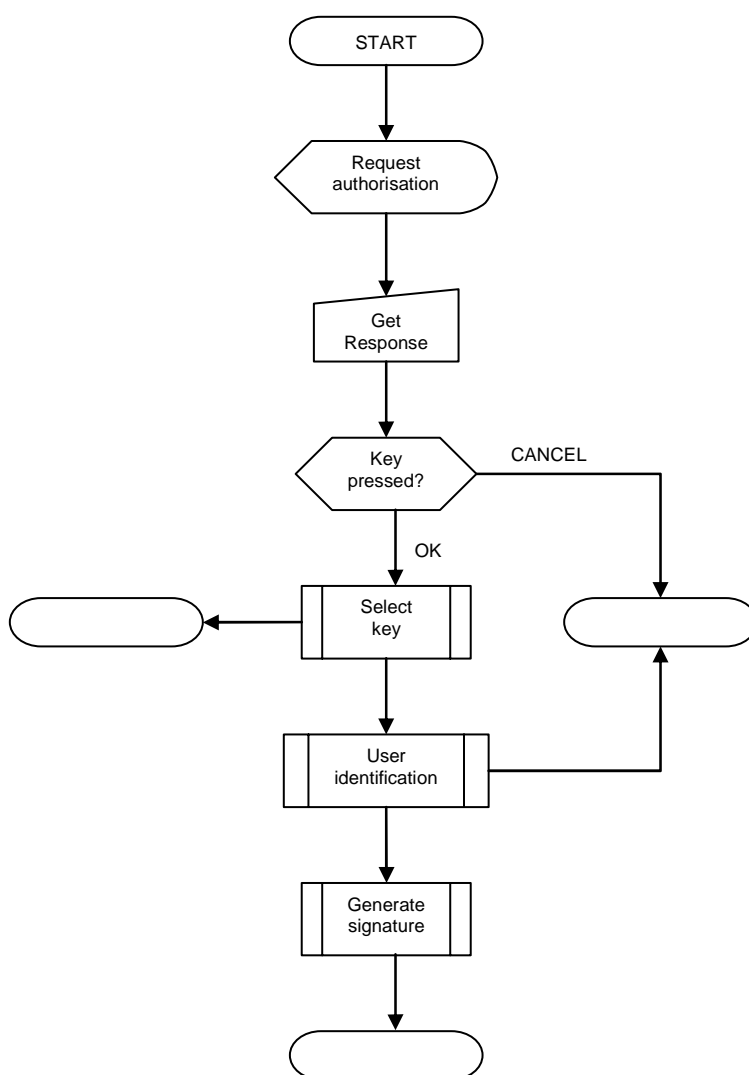 START
Request
authorisation
Get
Response
Key
pressed?
CANCEL
OK
Select
key
User
identification
Generate
signature